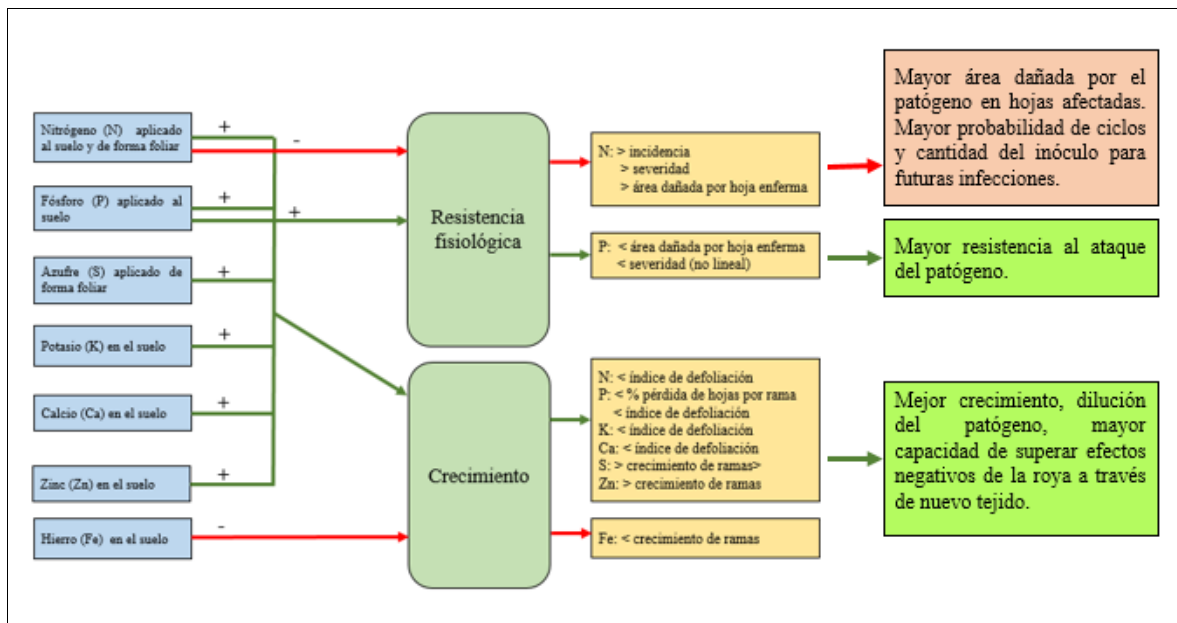 Nitrógeno (N) aplicado
al suelo y de forma foliar
Fósforo (P) aplicado al
suelo
Azufre (S) aplicado de
forma foliar
Potasio (K) en el suelo
Calcio (Ca) en el suelo
Zinc (Zn) en el suelo
Hierro (Fe) en el suelo
+
-
+
+
+
+
+
+
-
Resistencia
fisiológica
Crecimiento
N: > incidencia
> severidad
> área dañada por hoja enferma
P: < área dañada por hoja enferma
< severidad (no lineal)
N: < índice de defoliación
P: < % pérdida de hojas por rama
< índice de defoliación
K: < índice de defoliación
Ca: < índice de defoliación
S: > crecimiento de ramas>
Zn: > crecimiento de ramas
Fe: < crecimiento de ramas
Mayor área dañada por el
patógeno en hojas afectadas.
Mayor probabilidad de ciclos
y cantidad del inóculo para
futuras infecciones.
Mayor resistencia al ataque
del patógeno.
Mejor crecimiento, dilución
del patógeno, mayor
capacidad de superar efectos
negativos de la roya a través
de nuevo tejido.